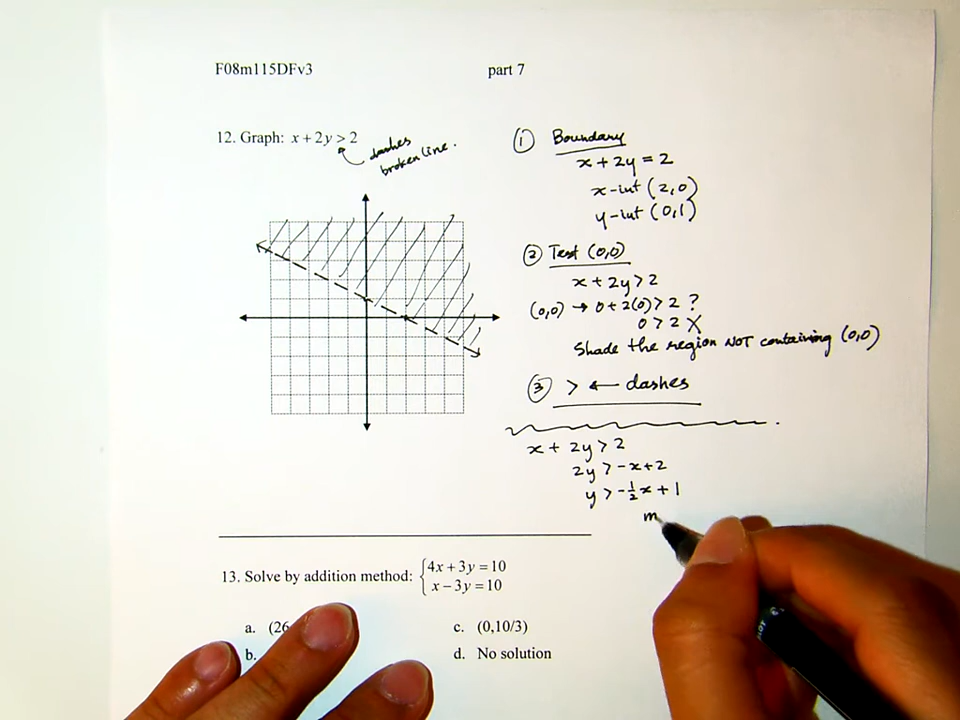 F08m115DFv3 part 7
12. Graph: x + 2y > 2
dashes
broken line.
① Boundary
x + 2y = 2
x-int (2,0)
y-int (0,1)
② Test (0,0)
x + 2y > 2
(0,0) → 0 + 2(0) > 2 ?
0 > 2 X
Shade the region NOT containing (0,0)
③ > ← dashes
x + 2y > 2
2y > -x + 2
y > -1/2 x + 1
m
13. Solve by addition method: { 4x + 3y = 10
x − 3y = 10
a. (26 c. (0,10/3)
b. d. No solution